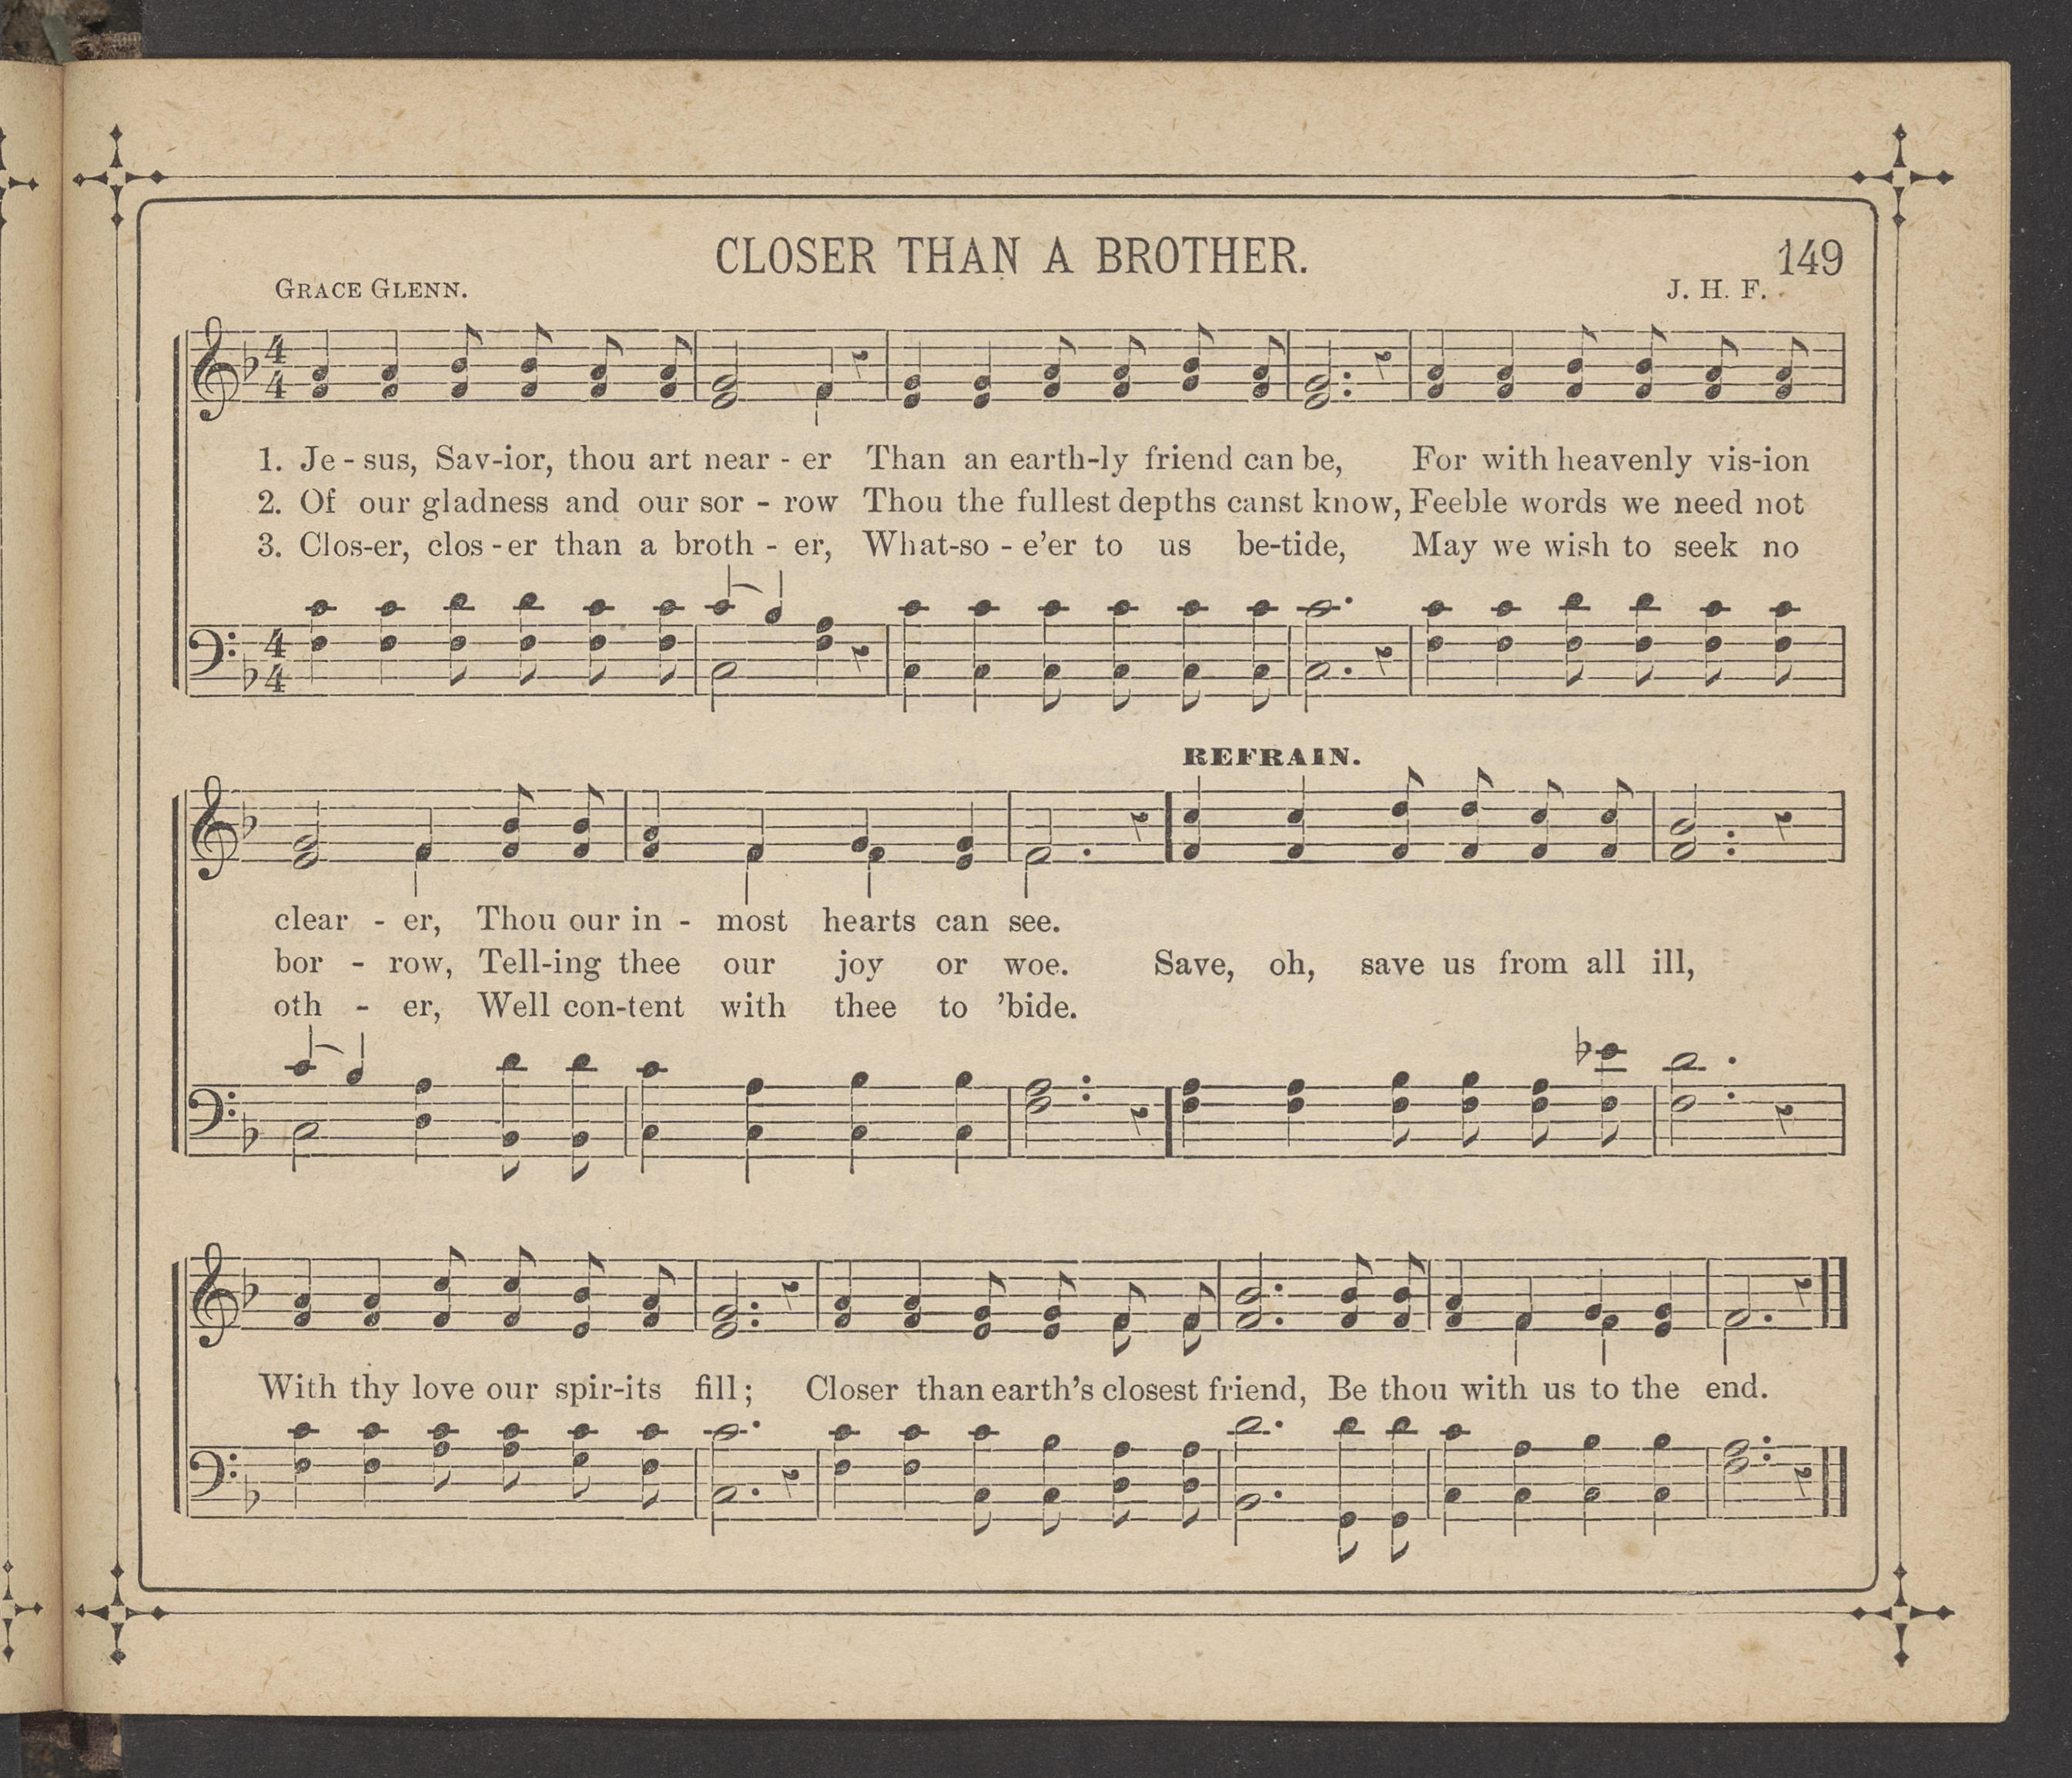 CLOSER THAN A BROTHER.
149
GRACE GLENN.
J. H. F.
1. Je - sus, Sav-ior, thou art near - er Than an earth-ly friend can be, For with heavenly vis-ion
2. Of our gladness and our sor - row Thou the fullest depths canst know, Feeble words we need not
3. Clos-er, clos - er than a broth - er, What-so - e'er to us be-tide, May we wish to seek no
REFRAIN.
clear - er, Thou our in - most hearts can see.
bor - row, Tell-ing thee our joy or woe. Save, oh, save us from all ill,
oth - er, Well con-tent with thee to 'bide.
With thy love our spir-its fill; Closer than earth's closest friend, Be thou with us to the end.